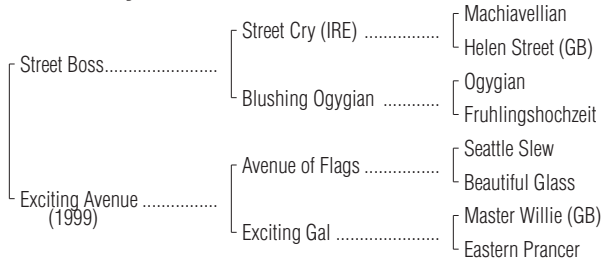 Machiavellian
Street Cry (IRE) ................
Helen Street (GB)
Street Boss........................
Ogygian
Blushing Ogygian ............
Fruhlingshochzeit
Seattle Slew
Avenue of Flags ................
Beautiful Glass
Exciting Avenue ................
(1999)
Master Willie (GB)
Exciting Gal ......................
Eastern Prancer